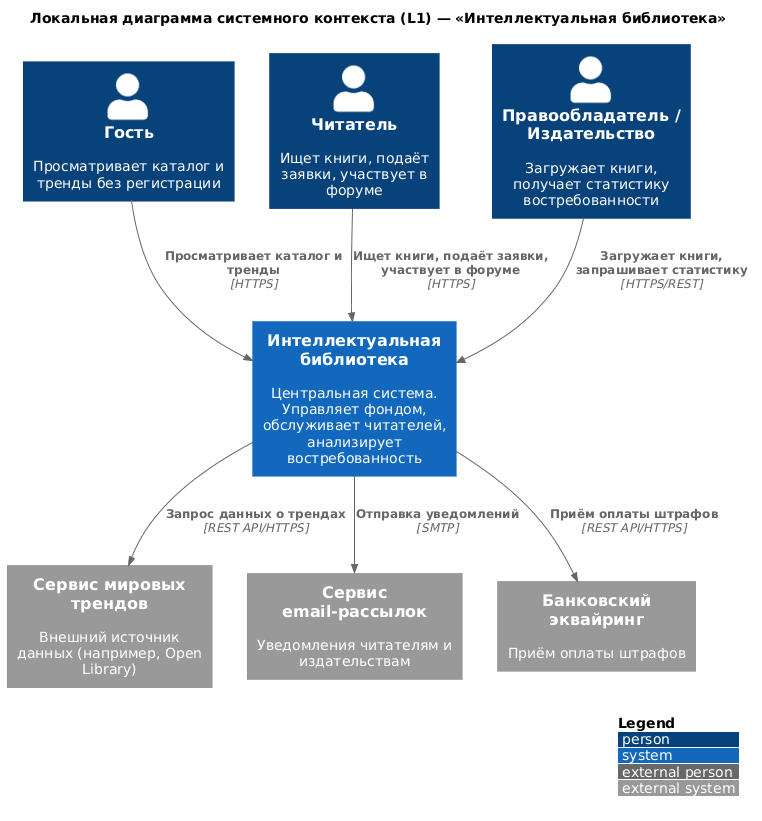 Локальная диаграмма системного контекста (L1) — «Интеллектуальная библиотека»
Гость
Просматривает каталог и
тренды без регистрации
Читатель
Ищет книги, подаёт
заявки, участвует в
форуме
Правообладатель /
Издательство
Загружает книги,
получает статистику
востребованности
Просматривает каталог и
тренды
[HTTPS]
Ищет книги, подаёт заявки,
участвует в форуме
[HTTPS]
Загружает книги,
запрашивает статистику
[HTTPS/REST]
Интеллектуальная
библиотека
Центральная система.
Управляет фондом,
обслуживает читателей,
анализирует
востребованность
Запрос данных о трендах
[REST API/HTTPS]
Отправка уведомлений
[SMTP]
Приём оплаты штрафов
[REST API/HTTPS]
Сервис мировых
трендов
Внешний источник
данных (например, Open
Library)
Сервис
email-рассылок
Уведомления читателям и
издательствам
Банковский
эквайринг
Приём оплаты штрафов
Legend
person
system
external person
external system